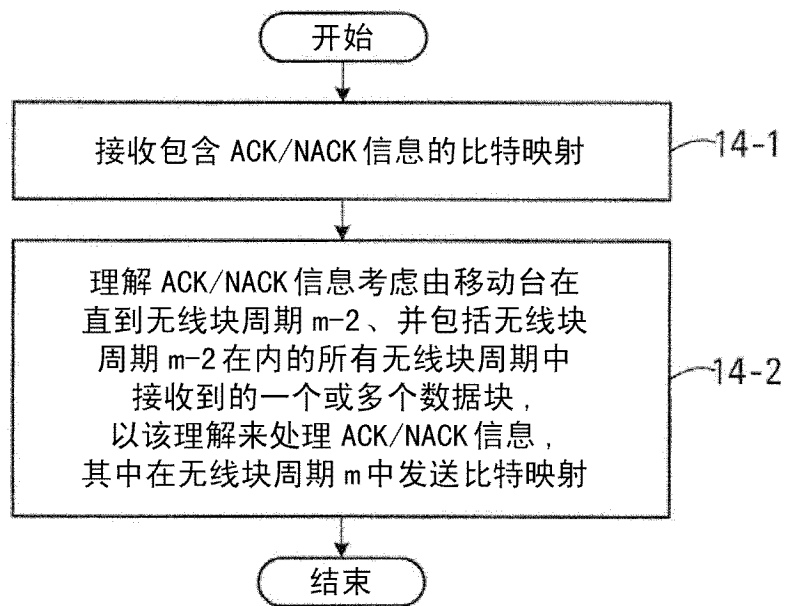 开始
接收包含 ACK/NACK 信息的比特映射
14-1
理解 ACK/NACK 信息考虑由移动台在
直到无线块周期 m-2、并包括无线块
周期 m-2 在内的所有无线块周期中
接收到的一个或多个数据块,
以该理解来处理 ACK/NACK 信息,
其中在无线块周期 m 中发送比特映射
14-2
结束